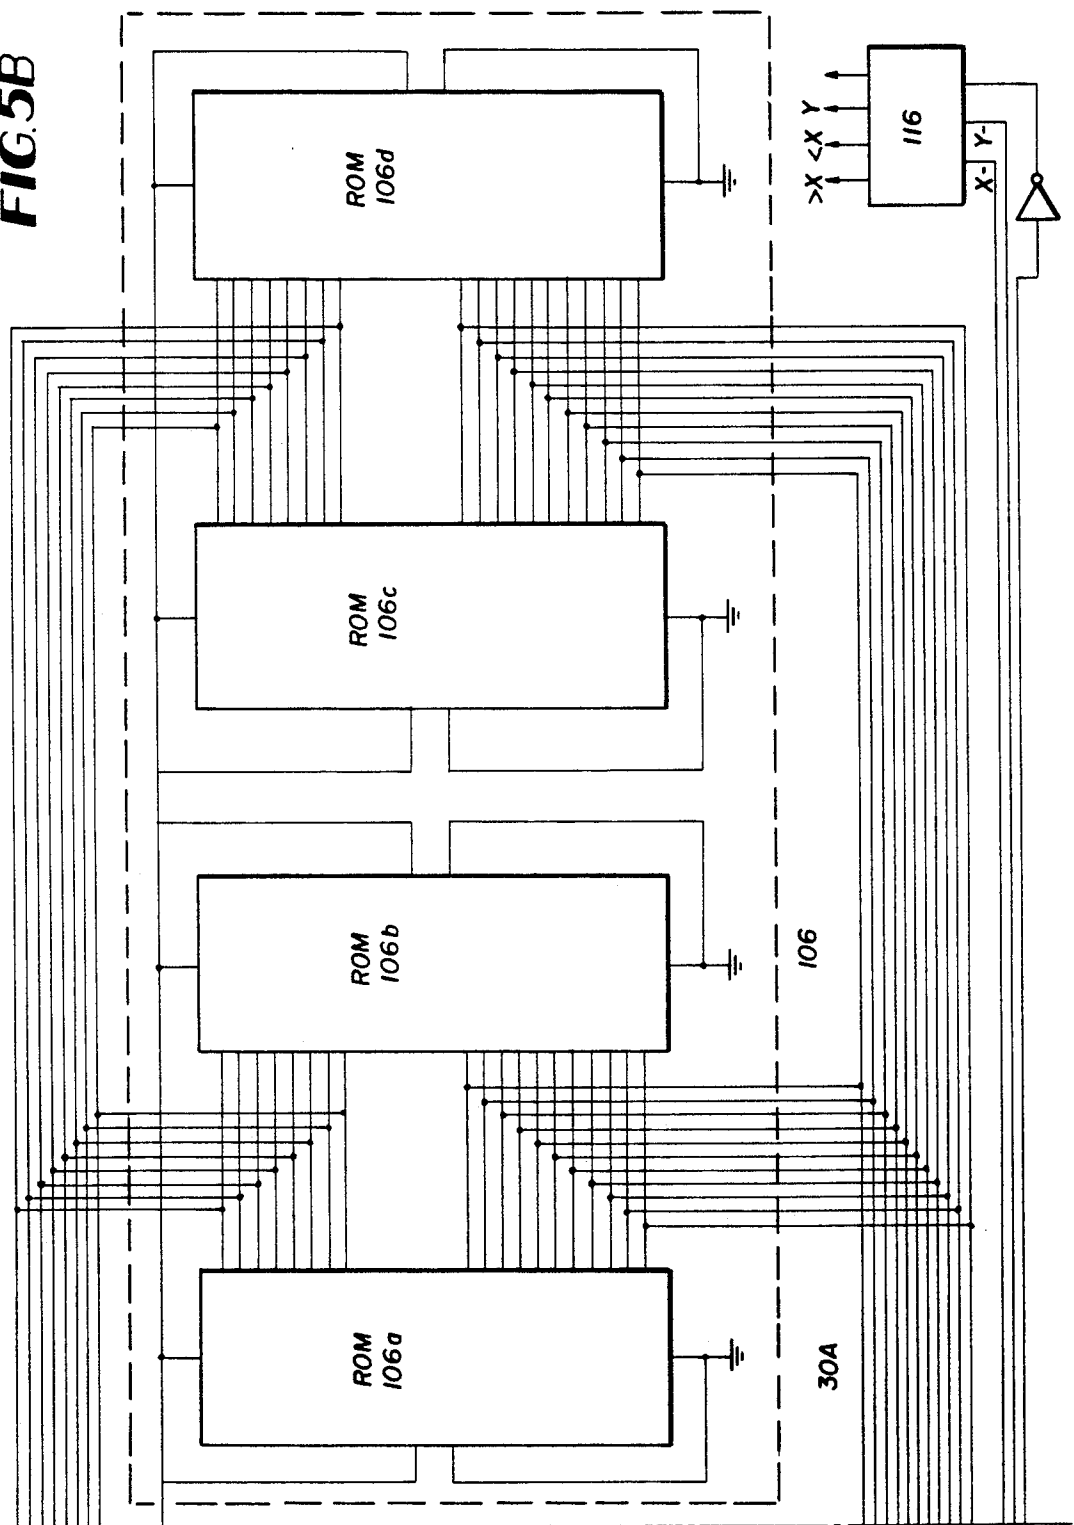 FIG.5B
ROM
106d
ROM
106c
ROM
106b
ROM
106a
116
Y
<X
>X
Y-
X-
106
30A